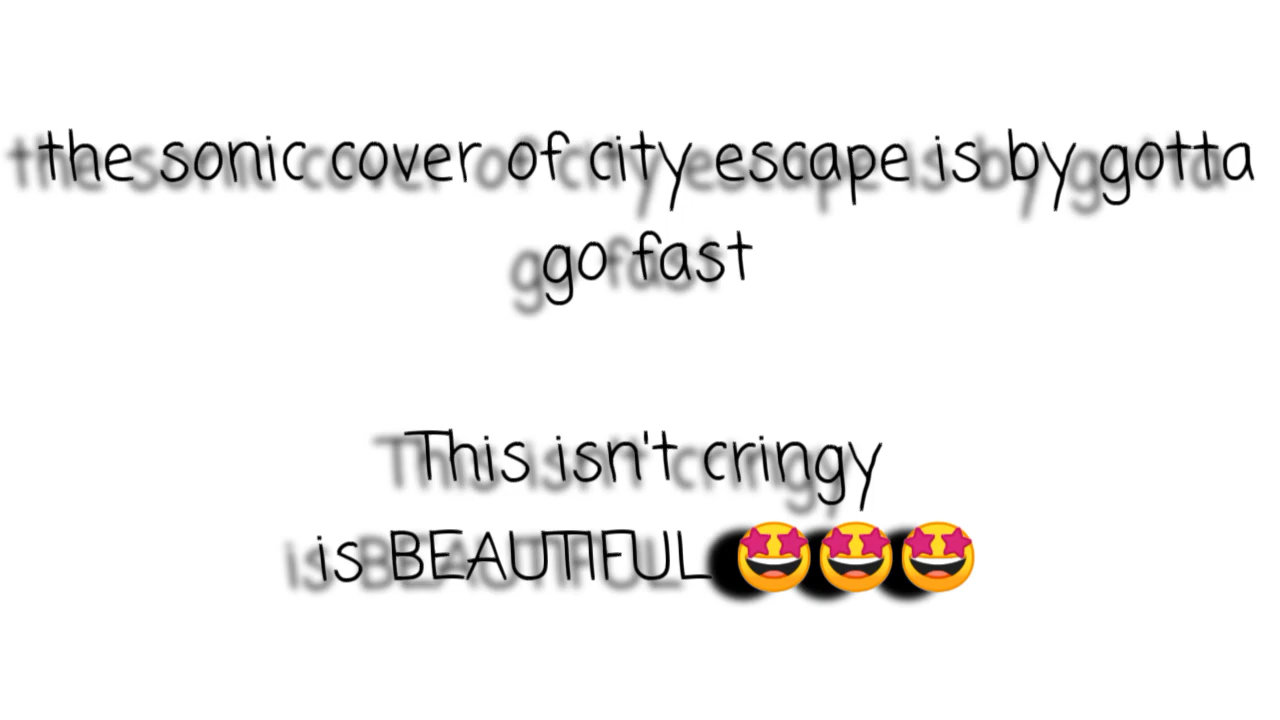 the sonic cover of city escape is by gotta
go fast
This isn't cringy
is BEAUTIFUL 🤩🤩🤩